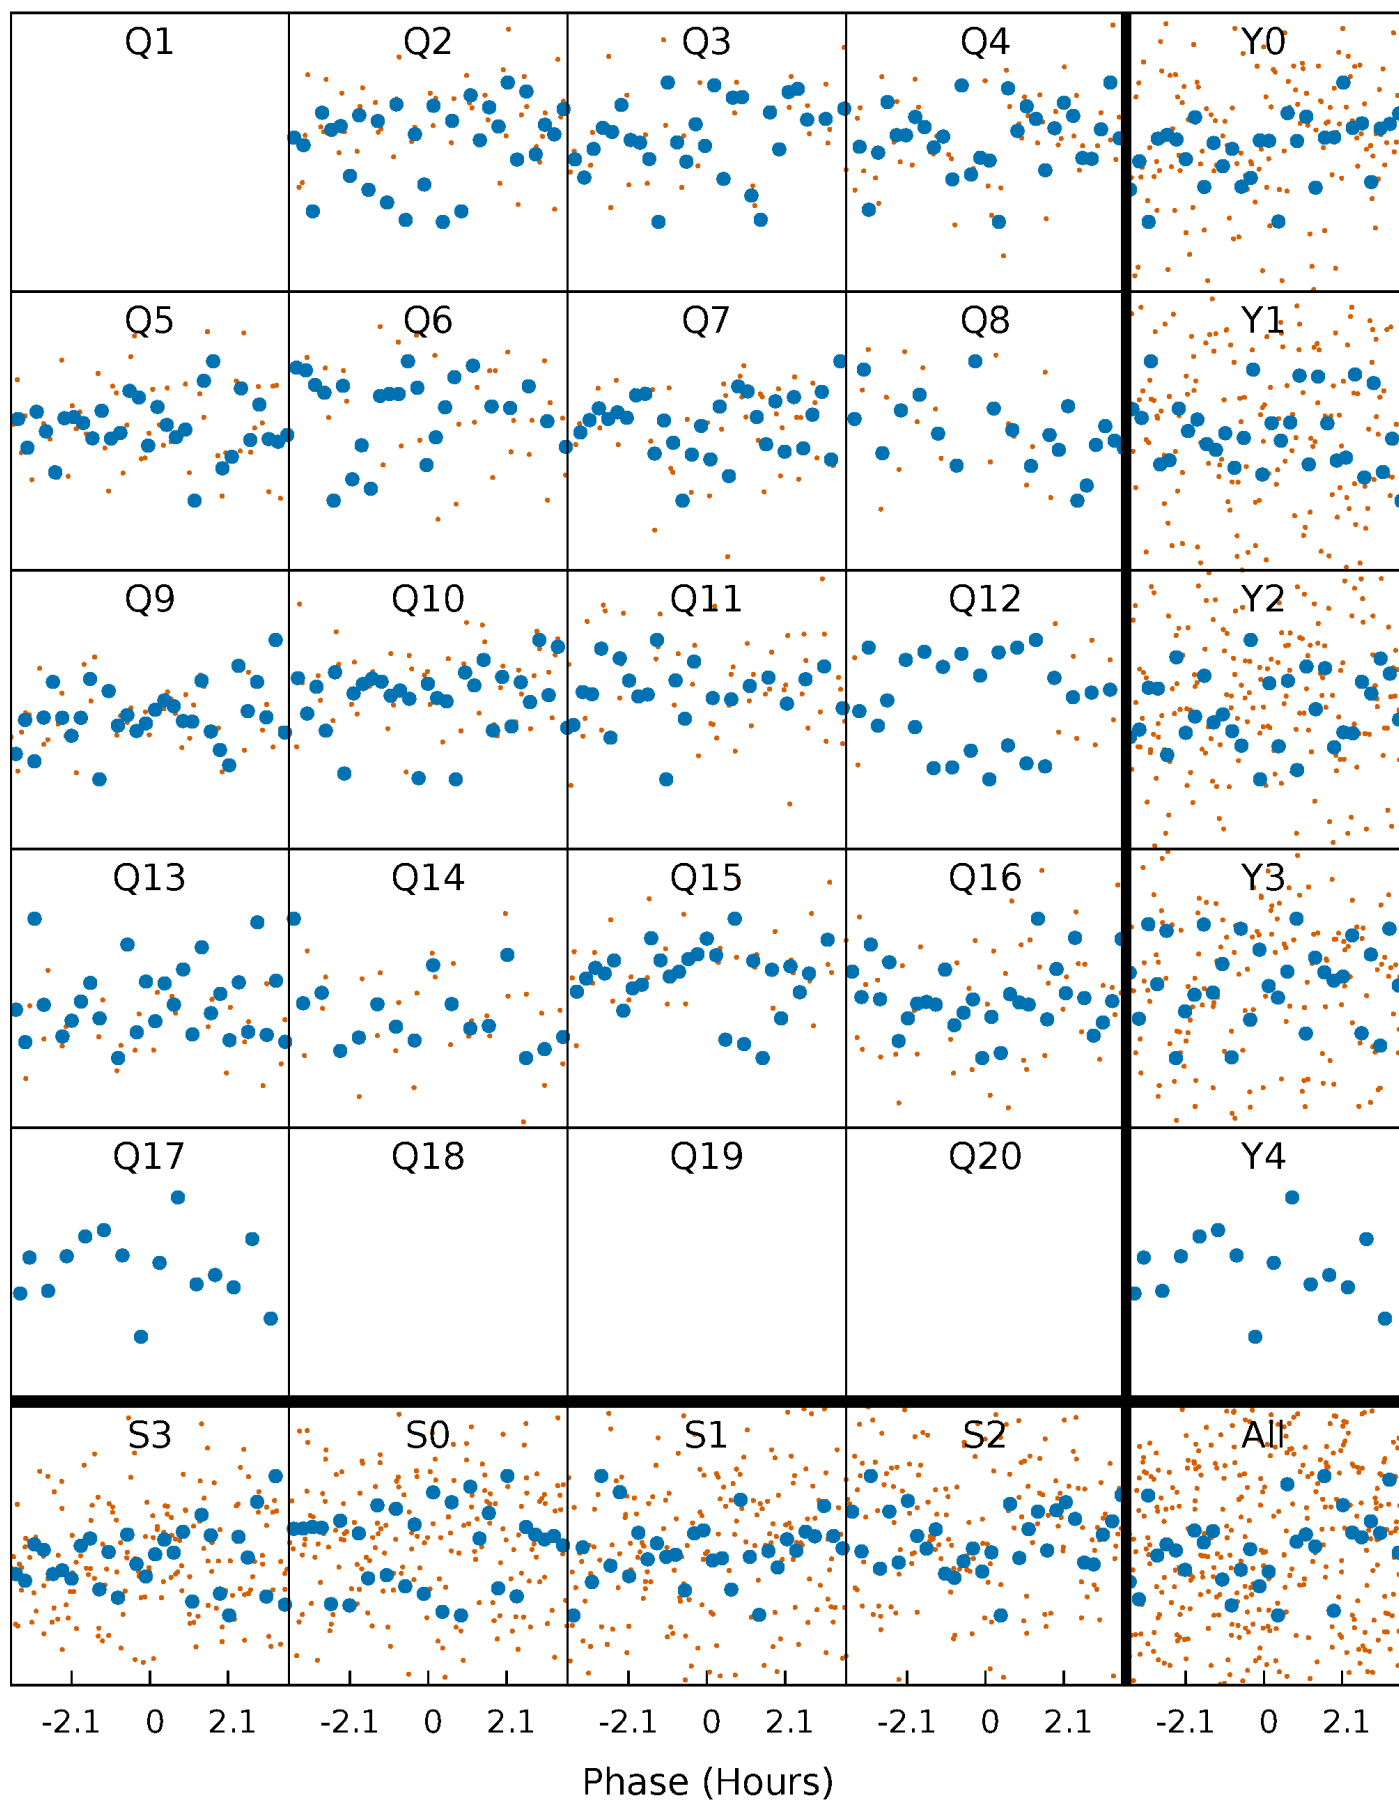 Q1 Q2 Q3 Q4 Y0
Q5 Q6 Q7 Q8 Y1
Q9 Q10 Q11 Q12 Y2
Q13 Q14 Q15 Q16 Y3
Q17 Q18 Q19 Q20 Y4
S3 S0 S1 S2 All
-2.1 0 2.1 -2.1 0 2.1 -2.1 0 2.1 -2.1 0 2.1 -2.1 0 2.1
Phase (Hours)